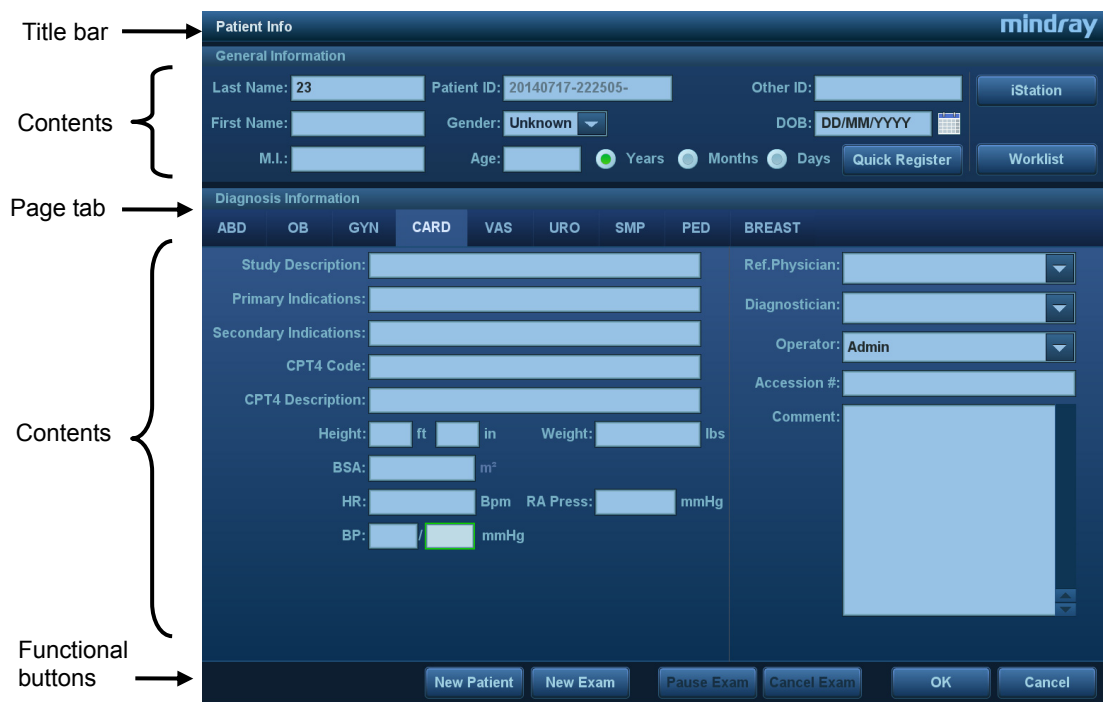 Title bar
Patient Info mindray
General Information
Contents
Last Name: 23 Patient ID: 20140717-222505- Other ID: iStation
First Name: Gender: Unknown DOB: DD/MM/YYYY
M.I.: Age: Years Months Days Quick Register Worklist
Page tab
Diagnosis Information
ABD OB GYN CARD VAS URO SMP PED BREAST
Contents
Study Description: Ref.Physician:
Primary Indications: Diagnostician:
Secondary Indications: Operator: Admin
CPT4 Code: Accession #:
CPT4 Description: Comment:
Height: ft in Weight: lbs
BSA: m²
HR: Bpm RA Press: mmHg
BP: / mmHg
Functional
buttons
New Patient New Exam Pause Exam Cancel Exam OK Cancel